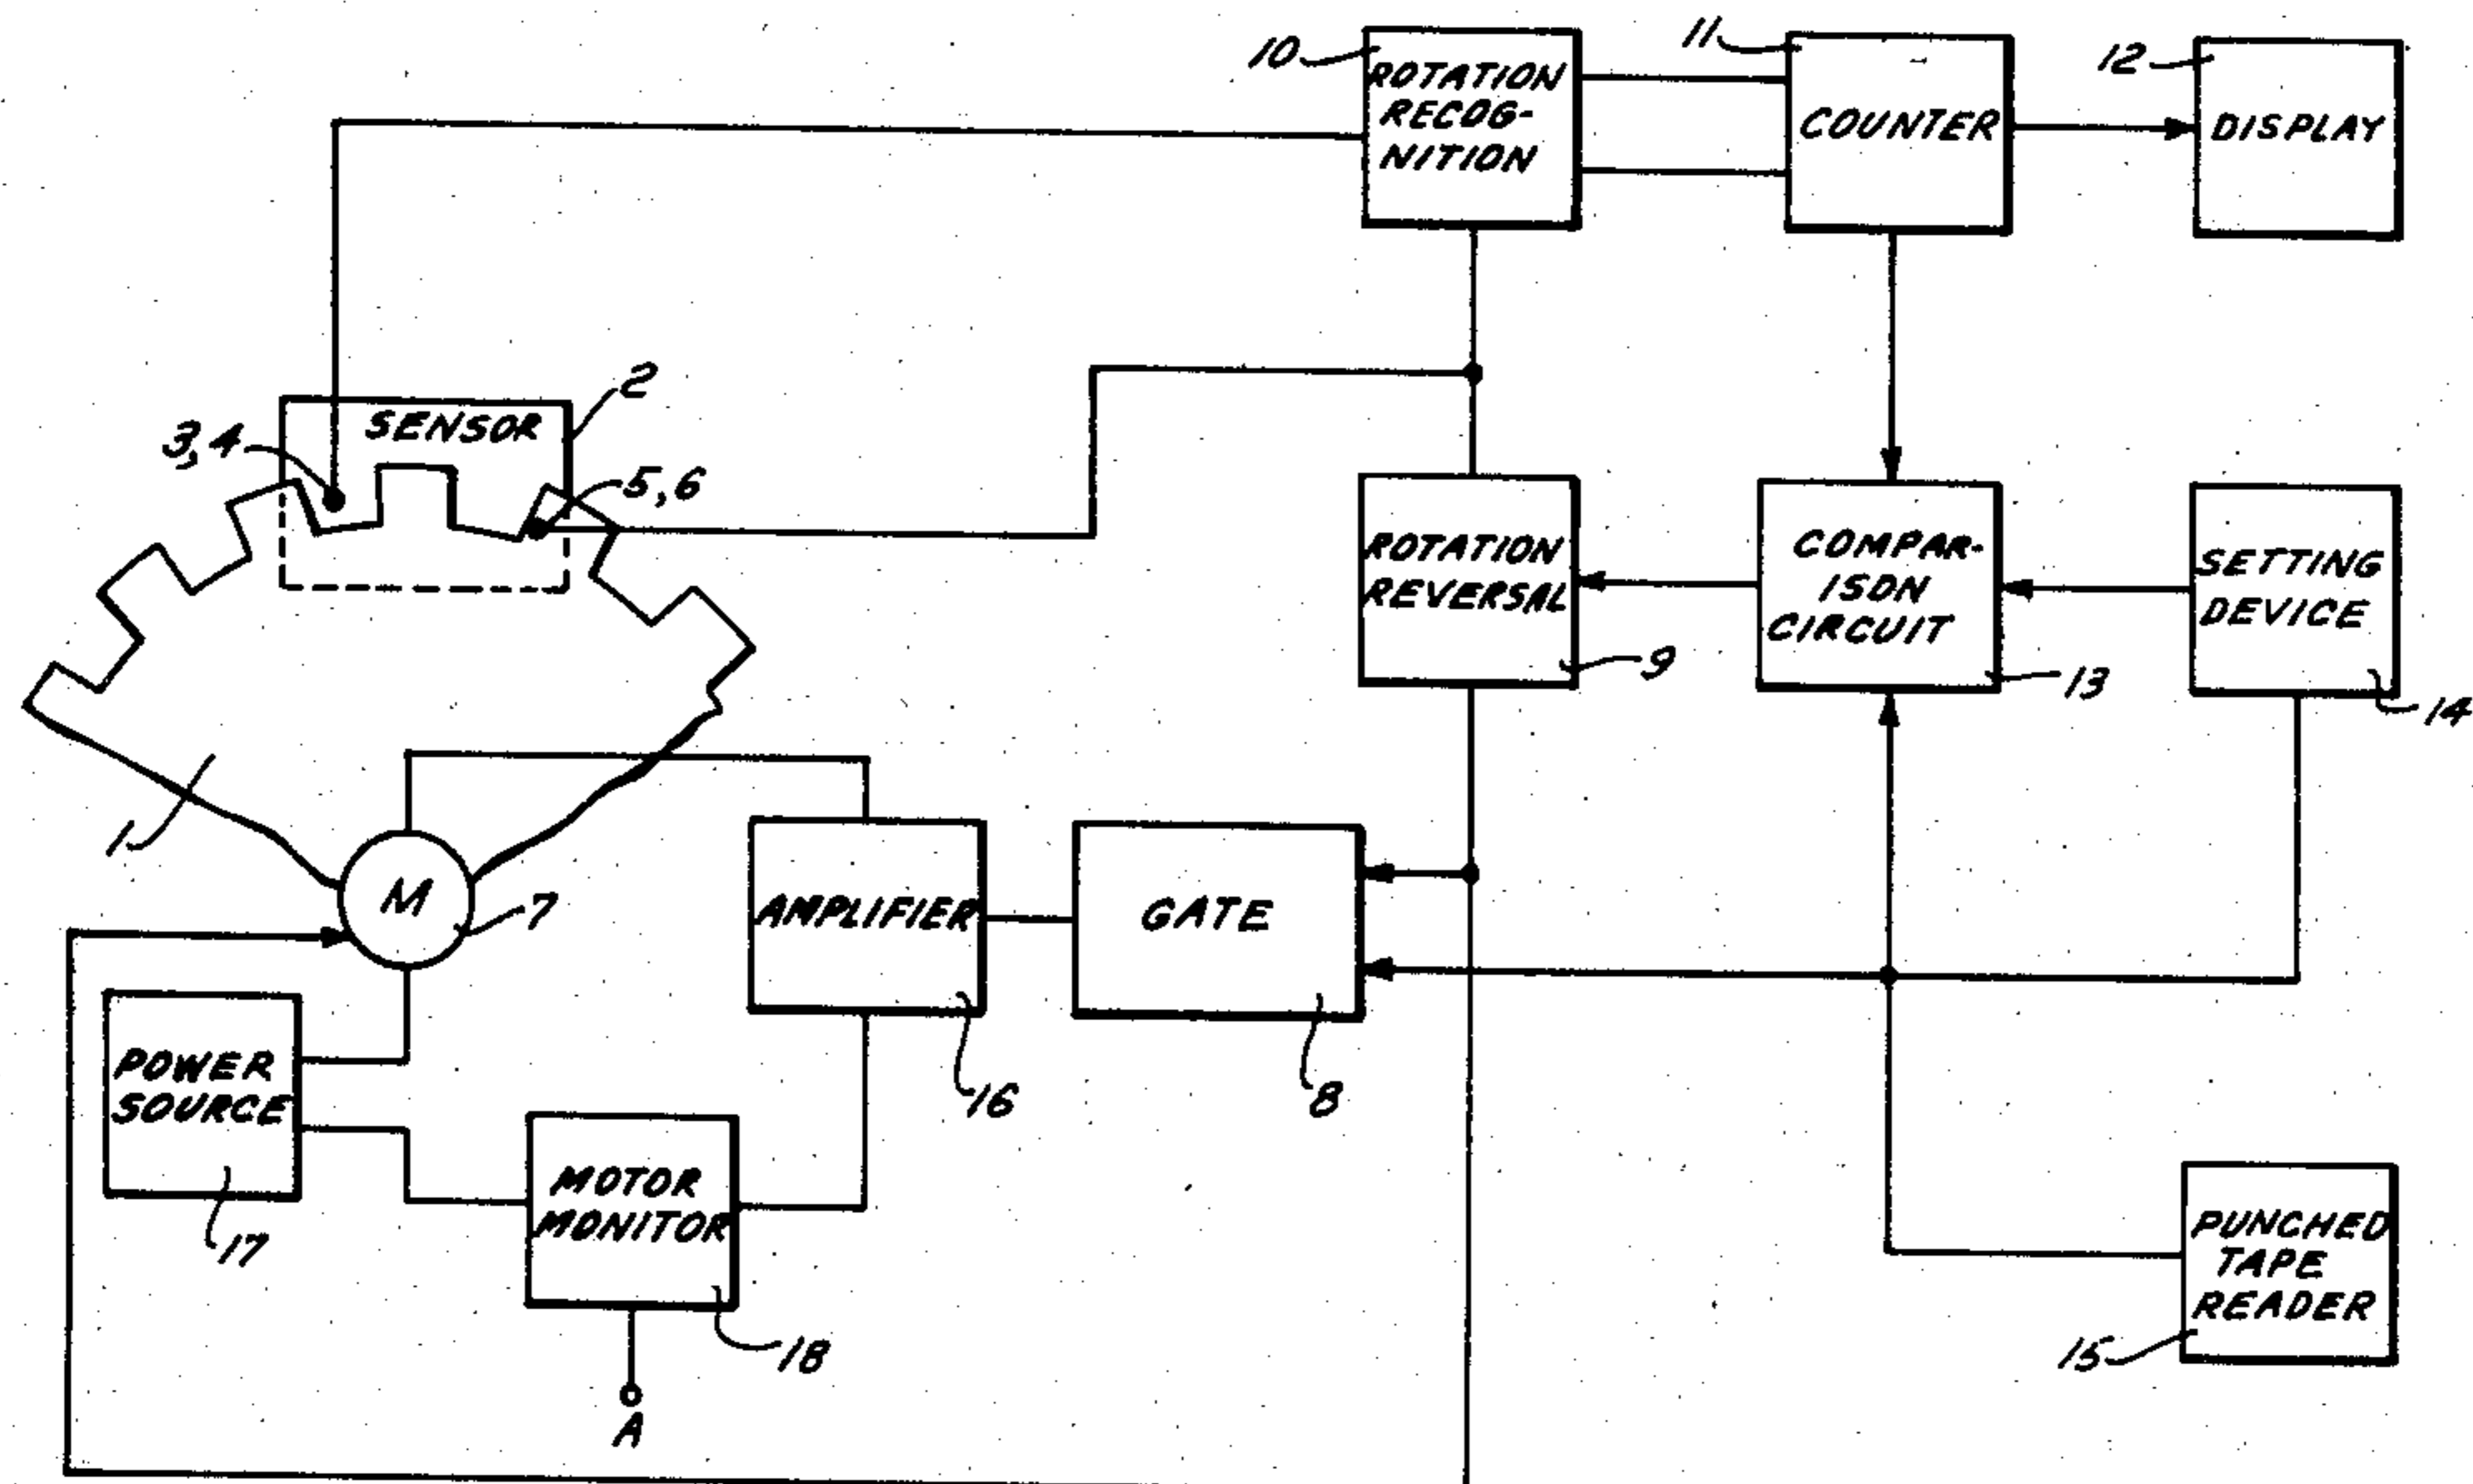 10
ROTATION
RECOG-
NITION
11
COUNTER
12
DISPLAY
2
SENSOR
3,4
5,6
ROTATION
REVERSAL
9
COMPAR-
ISDN
CIRCUIT
13
SETTING
DEVICE
14
1
M
7
AMPLIFIER
16
GATE
8
POWER
SOURCE
17
MOTOR
MONITOR
18
A
PUNCHED
TAPE
READER
15